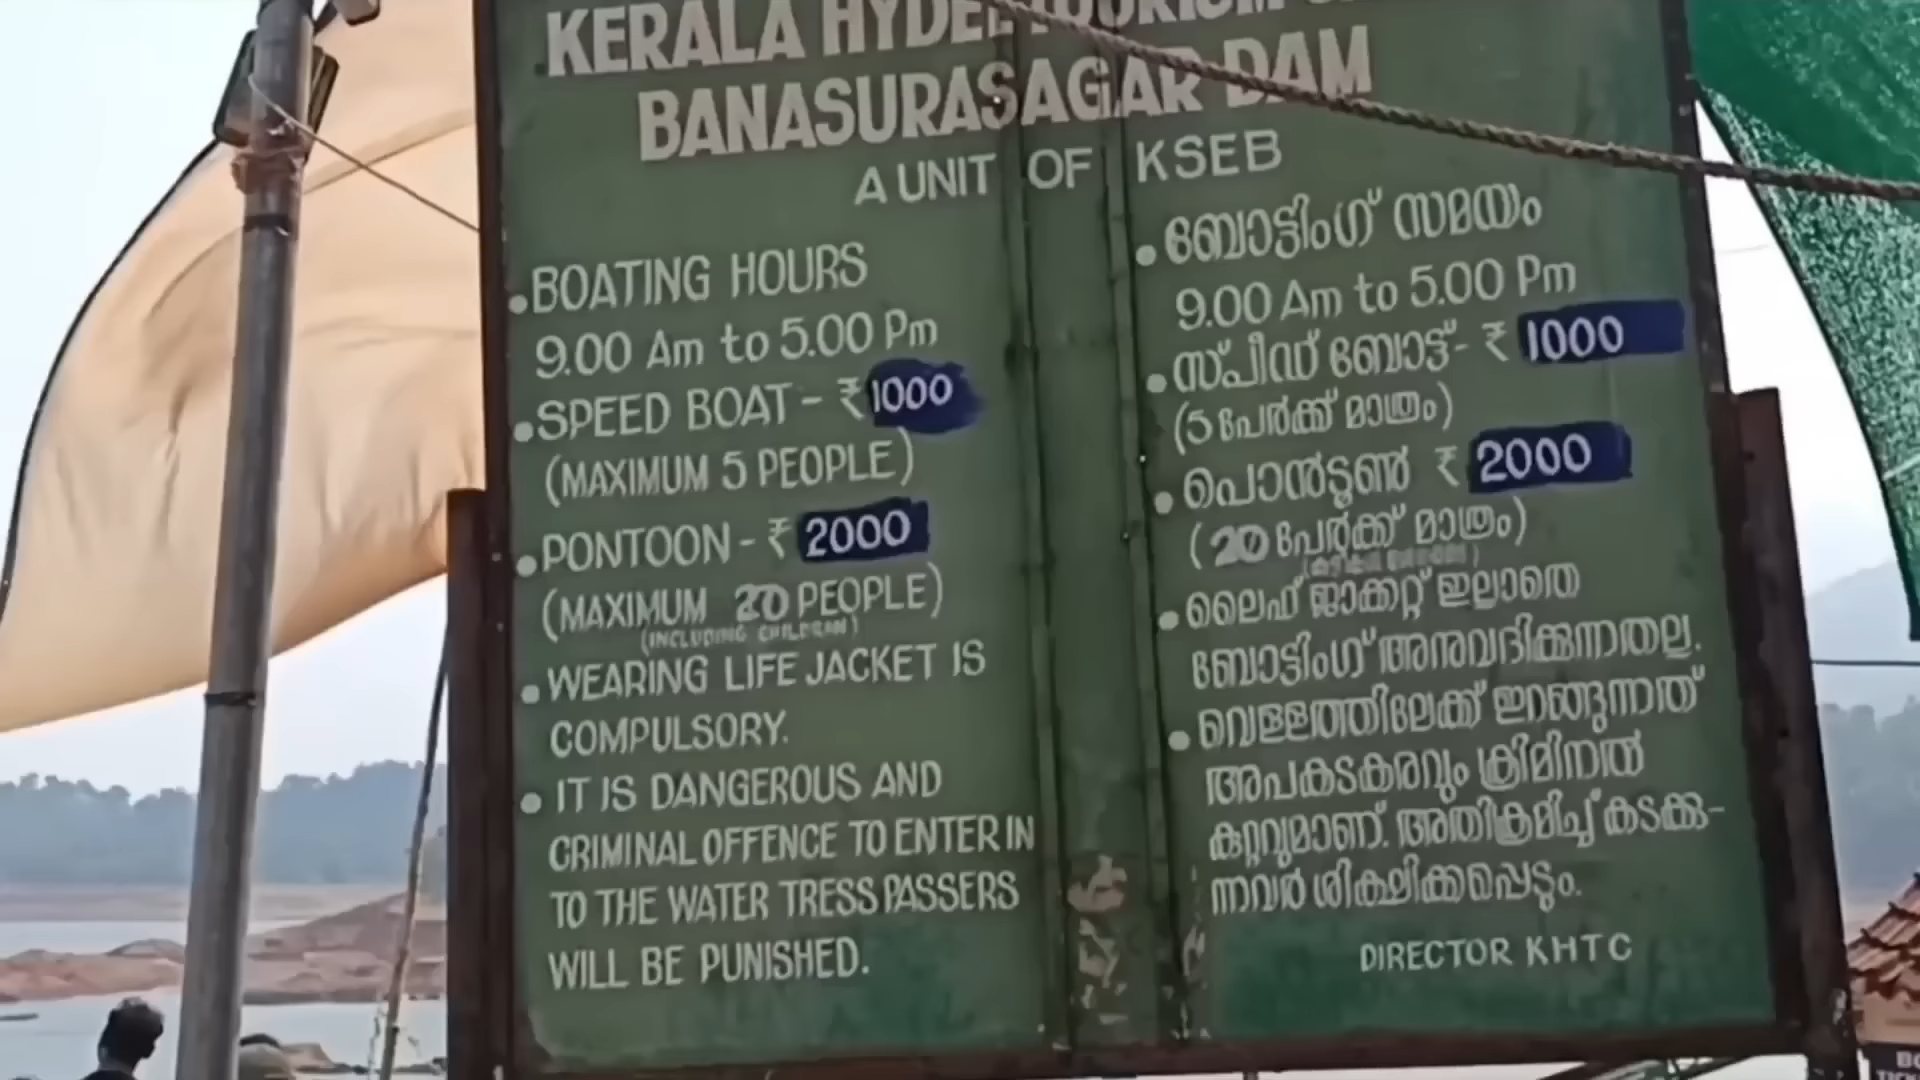 KERALA HYDEL TOURISM
BANASURASAGAR DAM
A UNIT OF KSEB
• BOATING HOURS
9.00 Am to 5.00 Pm
• SPEED BOAT - ₹ 1000
(MAXIMUM 5 PEOPLE)
• PONTOON - ₹ 2000
(MAXIMUM 20 PEOPLE)
(INCLUDING CHILDRAN)
• WEARING LIFE JACKET IS
COMPULSORY.
• IT IS DANGEROUS AND
CRIMINAL OFFENCE TO ENTER IN
TO THE WATER TRESSPASSERS
WILL BE PUNISHED.
• ബോട്ടിംഗ് സമയം
9.00 Am to 5.00 Pm
• സ്പീഡ് ബോട്ട് - ₹ 1000
(5 പേർക്ക് മാത്രം)
• പൊൻടൂൺ ₹ 2000
(20 പേർക്ക് മാത്രം)
• ലൈഫ് ജാക്കറ്റ് ഇല്ലാതെ
ബോട്ടിംഗ് അനുവദിക്കുന്നതല്ല.
• വെള്ളത്തിലേക്ക് ഇറങ്ങുന്നത്
അപകടകരവും ക്രിമിനൽ
കുറ്റവുമാണ്. അതിക്രമിച്ച് കടക്കു-
ന്നവർ ശിക്ഷിക്കപ്പെടും.
DIRECTOR KHTC